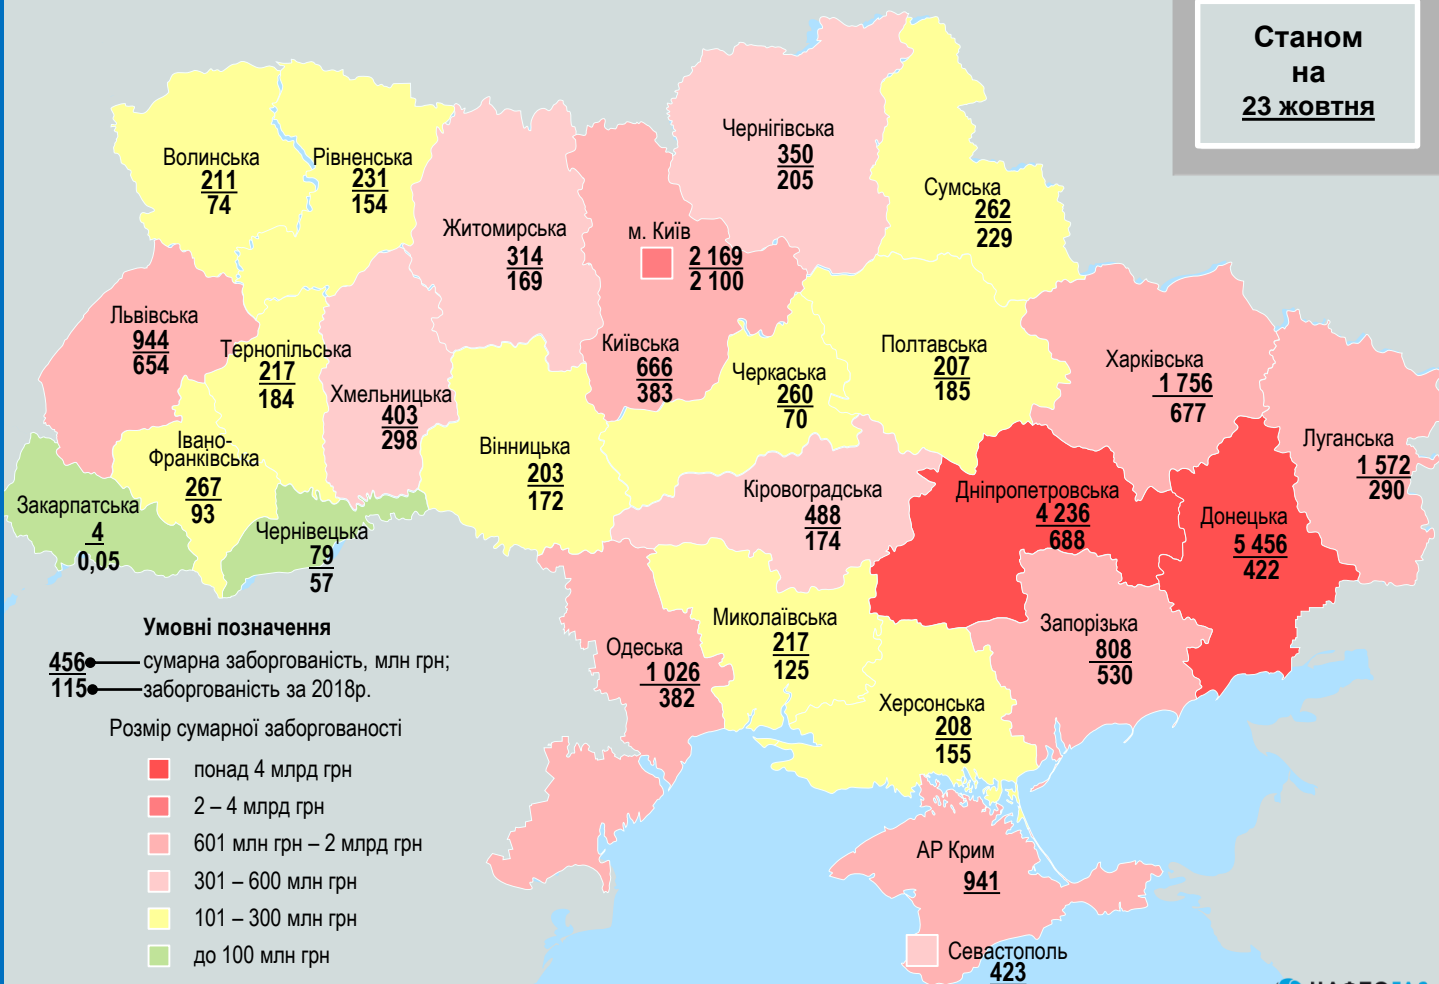 Станом
на
23 жовтня
Чернігівська
350
205
Волинська
211
74
Рівненська
231
154
Сумська
262
229
Житомирська
314
169
м. Київ
2 169
2 100
Львівська
944
654
Тернопільська
217
184
Київська
666
383
Полтавська
207
185
Харківська
1 756
677
Черкаська
260
70
Хмельницька
403
298
Івано-
Франківська
267
93
Вінницька
203
172
Луганська
1 572
290
Кіровоградська
488
174
Дніпропетровська
4 236
688
Донецька
5 456
422
Закарпатська
4
0,05
Чернівецька
79
57
Миколаївська
217
125
Запорізька
808
530
Одеська
1 026
382
Херсонська
208
155
АР Крим
941
Севастополь
423
Умовні позначення
456 сумарна заборгованість, млн грн;
115 заборгованість за 2018р.
Розмір сумарної заборгованості
понад 4 млрд грн
2 – 4 млрд грн
601 млн грн – 2 млрд грн
301 – 600 млн грн
101 – 300 млн грн
до 100 млн грн